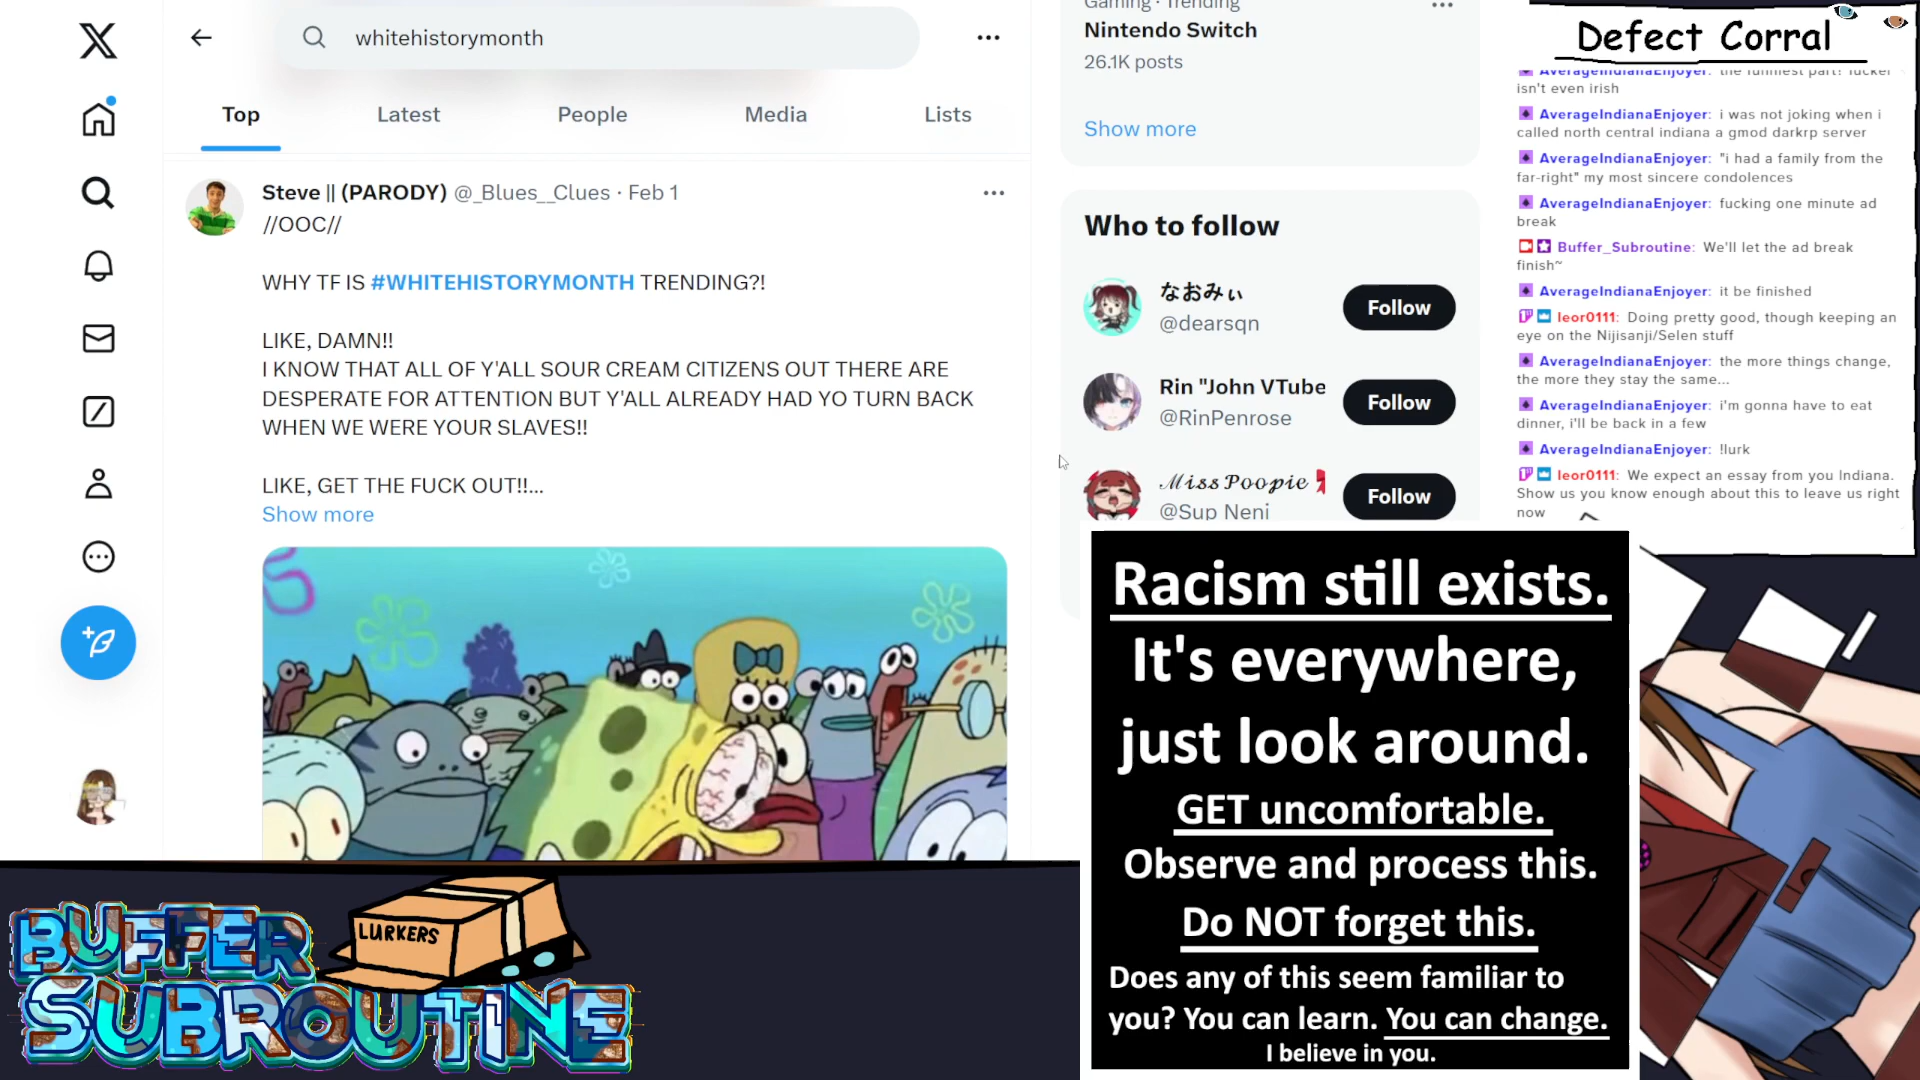 whitehistorymonth
Top
Latest
People
Media
Lists
Steve || (PARODY) @_Blues__Clues · Feb 1
//OOC//
WHY TF IS #WHITEHISTORYMONTH TRENDING?!
LIKE, DAMN!!
I KNOW THAT ALL OF Y'ALL SOUR CREAM CITIZENS OUT THERE ARE
DESPERATE FOR ATTENTION BUT Y'ALL ALREADY HAD YO TURN BACK
WHEN WE WERE YOUR SLAVES!!
LIKE, GET THE FUCK OUT!!...
Show more
Gaming · Trending
Nintendo Switch
26.1K posts
Show more
Who to follow
なおみぃ
@dearsqn
Follow
Rin "John VTube
@RinPenrose
Follow
Miss Poopie
@Sup Neni
Follow
Defect Corral
AverageIndianaEnjoyer: the funniest part? fucker
isn't even irish
AverageIndianaEnjoyer: i was not joking when i
called north central indiana a gmod darkrp server
AverageIndianaEnjoyer: "i had a family from the
far-right" my most sincere condolences
AverageIndianaEnjoyer: fucking one minute ad
break
Buffer_Subroutine: We'll let the ad break
finish~
AverageIndianaEnjoyer: it be finished
leor0111: Doing pretty good, though keeping an
eye on the Nijisanji/Selen stuff
AverageIndianaEnjoyer: the more things change,
the more they stay the same...
AverageIndianaEnjoyer: i'm gonna have to eat
dinner, i'll be back in a few
AverageIndianaEnjoyer: !lurk
leor0111: We expect an essay from you Indiana.
Show us you know enough about this to leave us right
now
Racism still exists.
It's everywhere,
just look around.
GET uncomfortable.
Observe and process this.
Do NOT forget this.
Does any of this seem familiar to
you? You can learn. You can change.
I believe in you.
LURKERS
BUFFER
SUBROUTINE